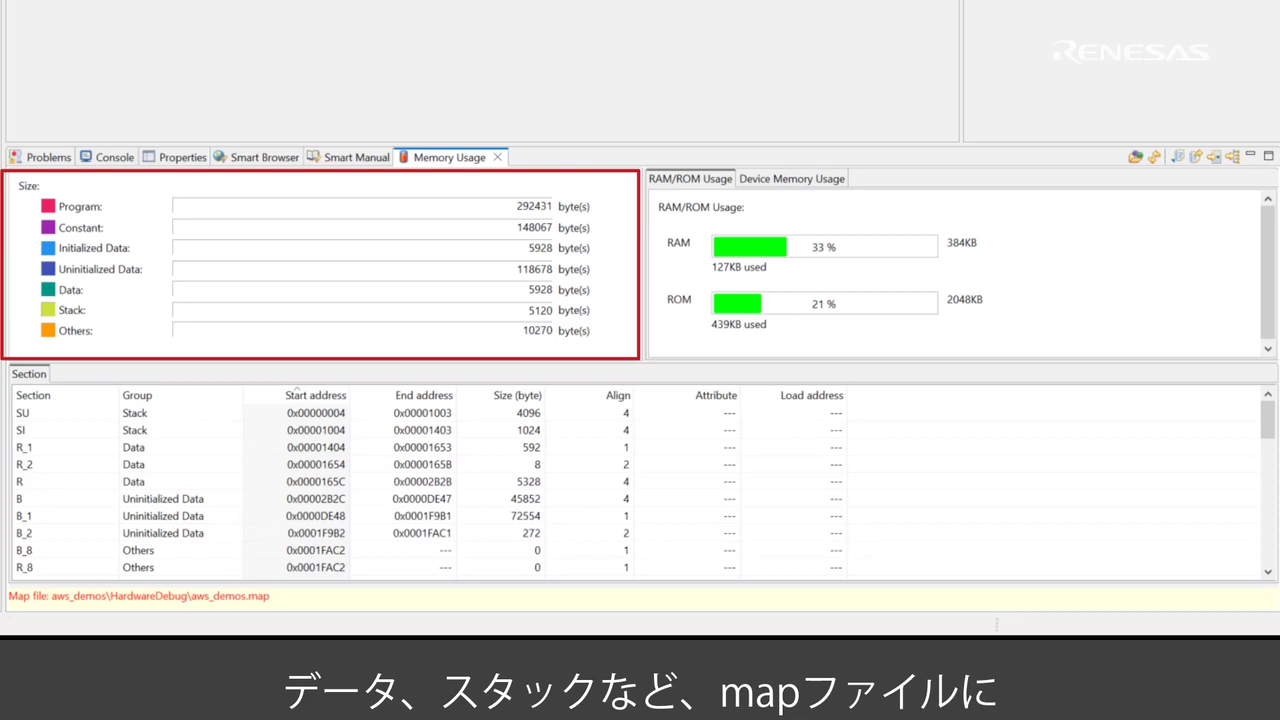 RENESAS
Problems Console Properties Smart Browser Smart Manual Memory Usage
Size:
Program: 292431 byte(s)
Constant: 148067 byte(s)
Initialized Data: 5928 byte(s)
Uninitialized Data: 118678 byte(s)
Data: 5928 byte(s)
Stack: 5120 byte(s)
Others: 10270 byte(s)
RAM/ROM Usage Device Memory Usage
RAM/ROM Usage:
RAM 33 % 384KB
127KB used
ROM 21 % 2048KB
439KB used
Section
Section Group Start address End address Size (byte) Align Attribute Load address
SU Stack 0x00000004 0x00001003 4096 4 --- ---
SI Stack 0x00001004 0x00001403 1024 4 --- ---
R_1 Data 0x00001404 0x00001653 592 1 --- ---
R_2 Data 0x00001654 0x0000165B 8 2 --- ---
R Data 0x0000165C 0x00002B2B 5328 4 --- ---
B Uninitialized Data 0x00002B2C 0x0000DE47 45852 4 --- ---
B_1 Uninitialized Data 0x0000DE48 0x0001F9B1 72554 1 --- ---
B_2 Uninitialized Data 0x0001F9B2 0x0001FAC1 272 2 --- ---
B_8 Others 0x0001FAC2 --- 0 1 --- ---
R_8 Others 0x0001FAC2 --- 0 1 --- ---
Map file: aws_demos\HardwareDebug\aws_demos.map
データ、スタックなど、mapファイルに